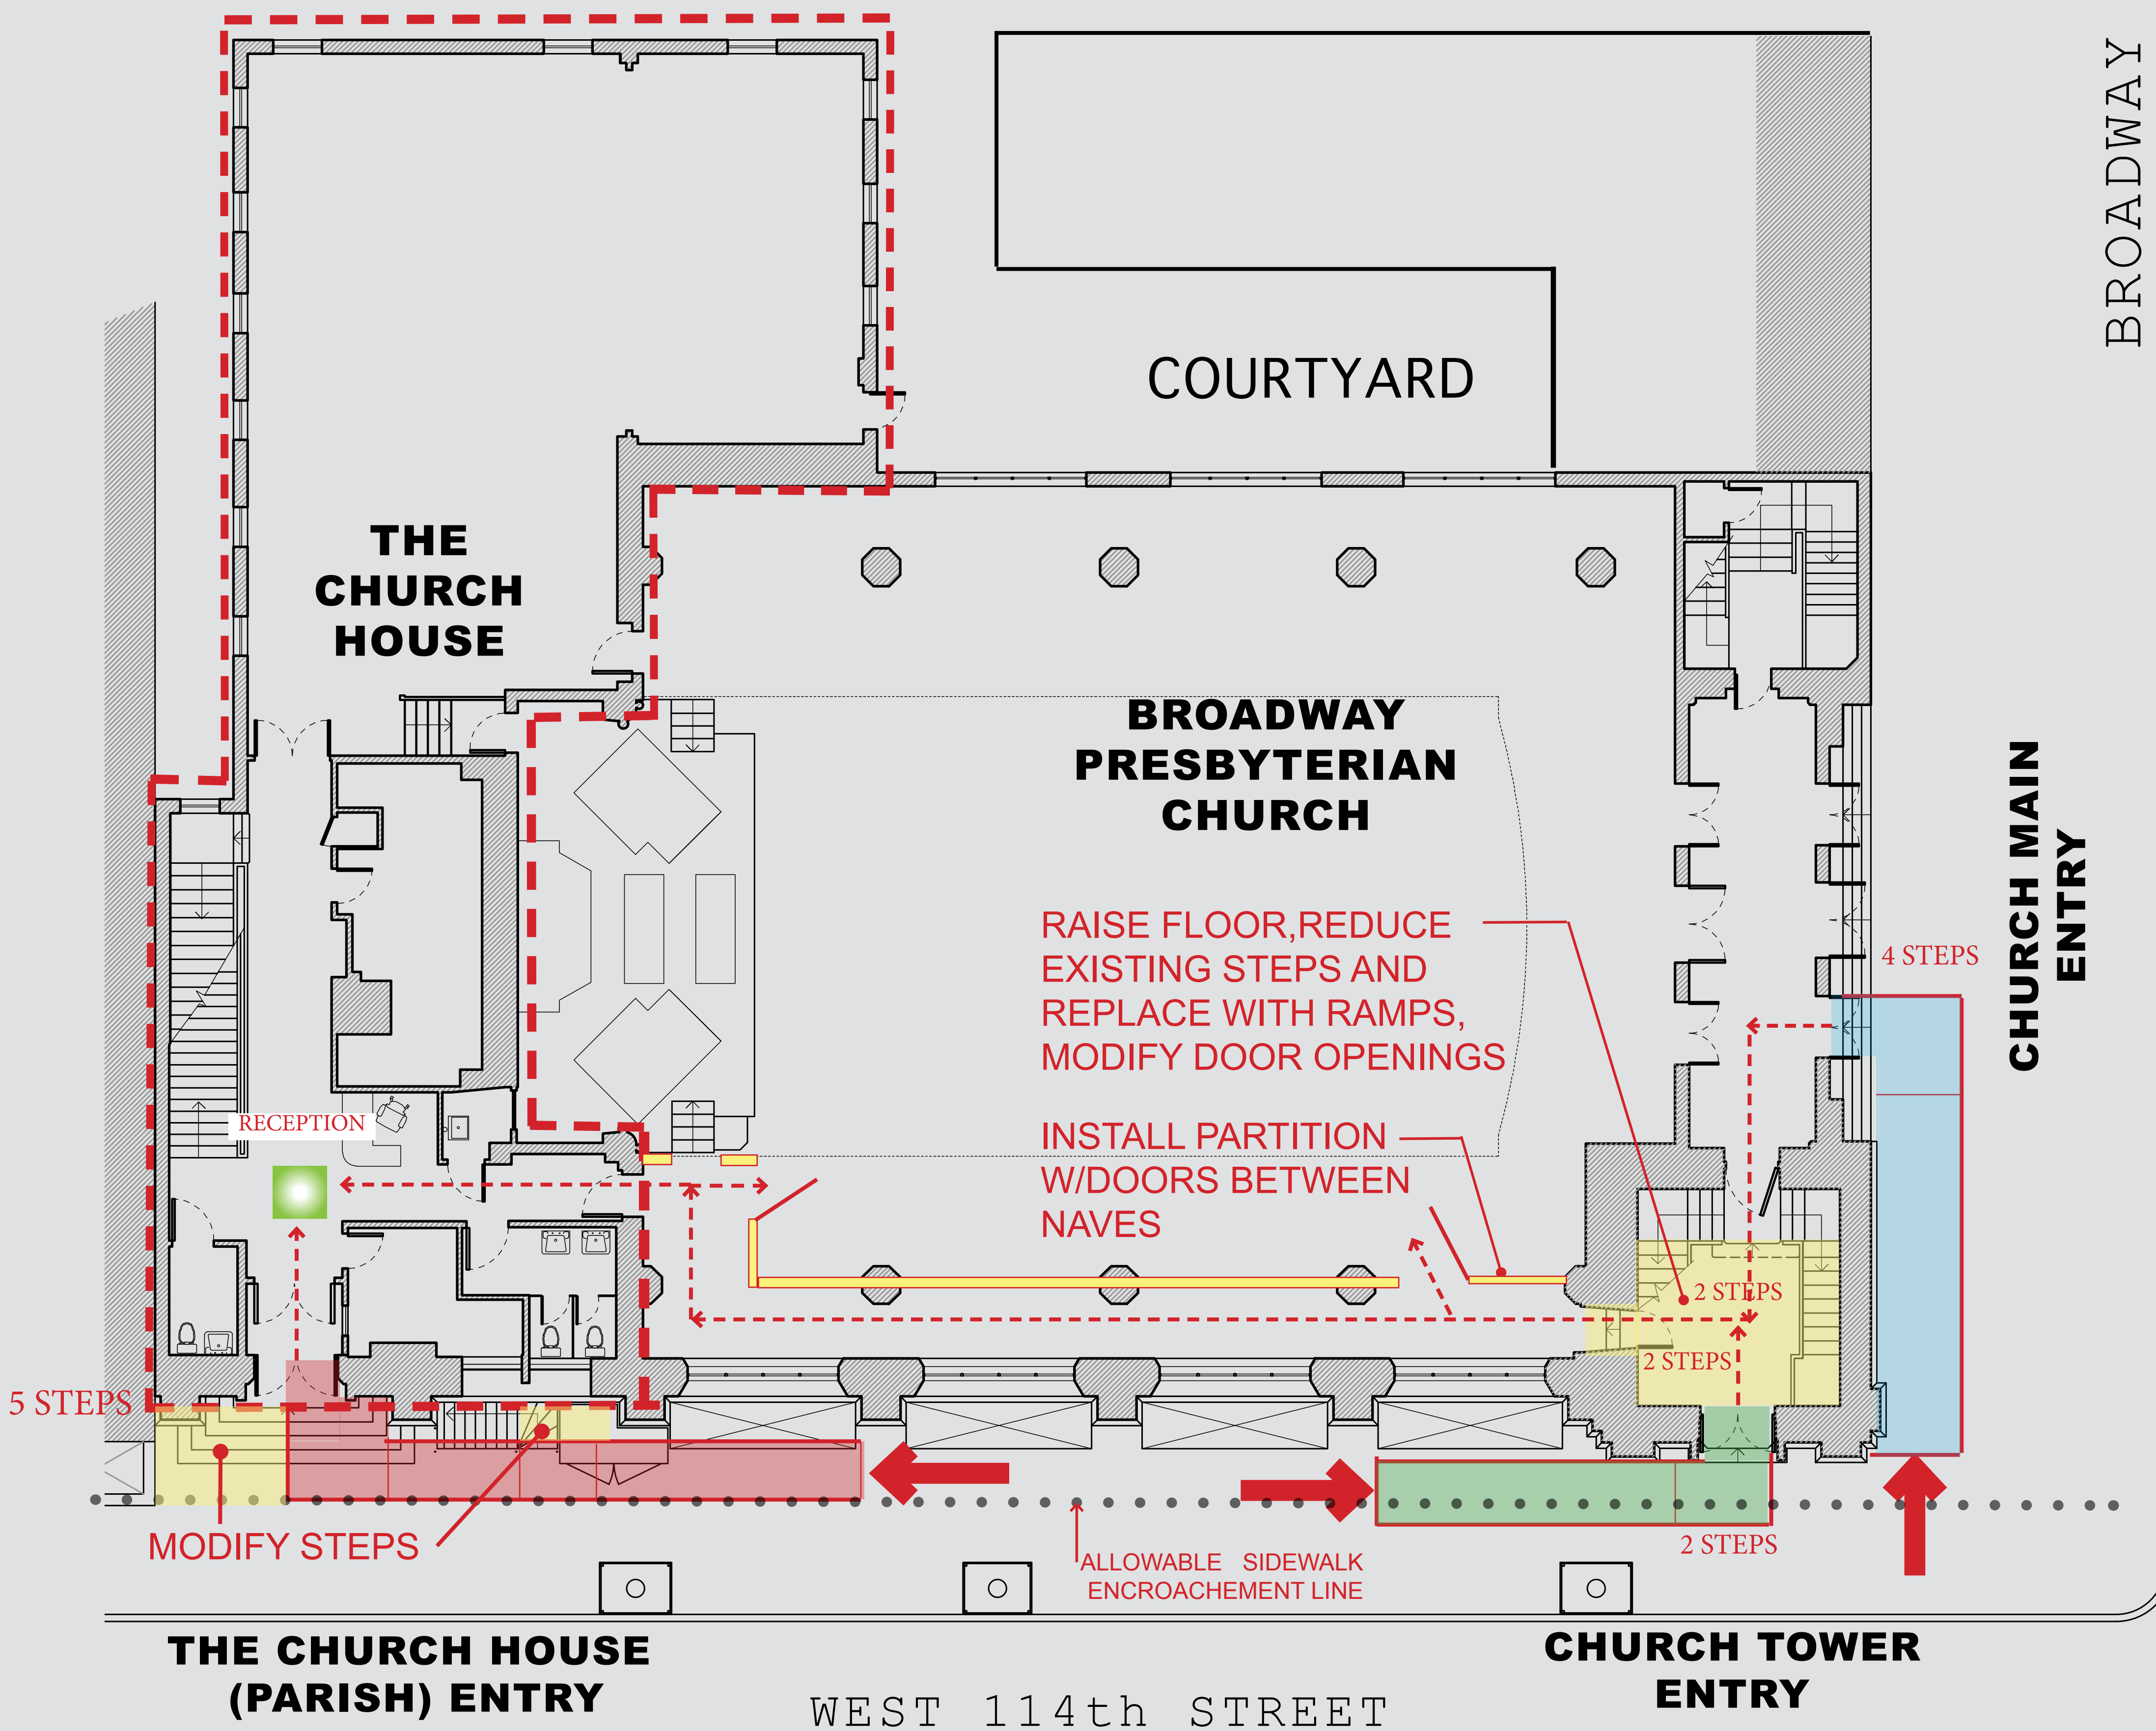 BROADWAY
COURTYARD
THE
CHURCH
HOUSE
BROADWAY
PRESBYTERIAN
CHURCH
CHURCH MAIN
ENTRY
RAISE FLOOR,REDUCE
EXISTING STEPS AND
REPLACE WITH RAMPS,
MODIFY DOOR OPENINGS
4 STEPS
RECEPTION
INSTALL PARTITION
W/DOORS BETWEEN
NAVES
2 STEPS
2 STEPS
5 STEPS
MODIFY STEPS
2 STEPS
ALLOWABLE SIDEWALK
ENCROACHEMENT LINE
THE CHURCH HOUSE
(PARISH) ENTRY
CHURCH TOWER
ENTRY
WEST 114th STREET